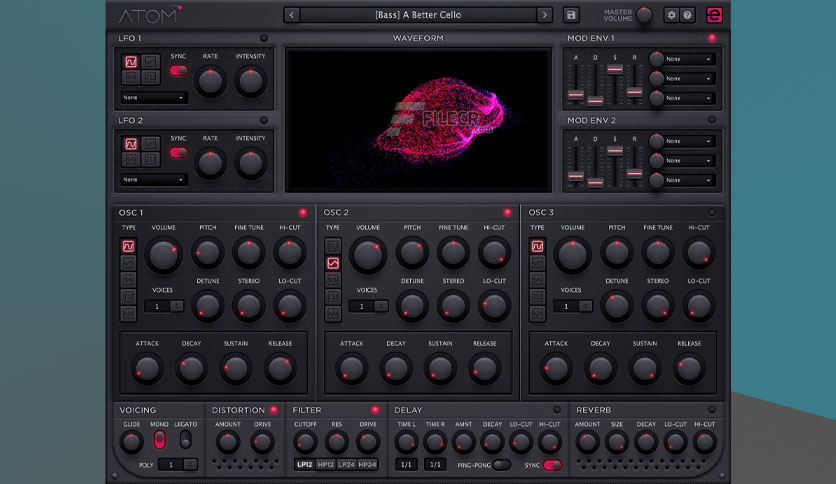 ATOM
[Bass] A Better Cello
MASTER
VOLUME
LFO 1
WAVEFORM
MOD ENV 1
SYNC RATE INTENSITY
A D S R
None
None
None
None
LFO 2
MOD ENV 2
SYNC RATE INTENSITY
A D S R
None
None
None
None
FILECR
.com
OSC 1
OSC 2
OSC 3
TYPE VOLUME PITCH FINE TUNE HI-CUT
TYPE VOLUME PITCH FINE TUNE HI-CUT
TYPE VOLUME PITCH FINE TUNE HI-CUT
DETUNE STEREO LO-CUT
DETUNE STEREO LO-CUT
DETUNE STEREO LO-CUT
VOICES
VOICES
VOICES
1
1
1
ATTACK DECAY SUSTAIN RELEASE
ATTACK DECAY SUSTAIN RELEASE
ATTACK DECAY SUSTAIN RELEASE
VOICING
DISTORTION
FILTER
DELAY
REVERB
GLIDE MONO LEGATO
AMOUNT DRIVE
CUTOFF RES DRIVE
TIME L TIME R AMNT DECAY LO-CUT HI-CUT
AMOUNT SIZE DECAY LO-CUT HI-CUT
POLY 1
LP12 HP12 LP24 HP24
1/1 1/1 PING-PONG SYNC